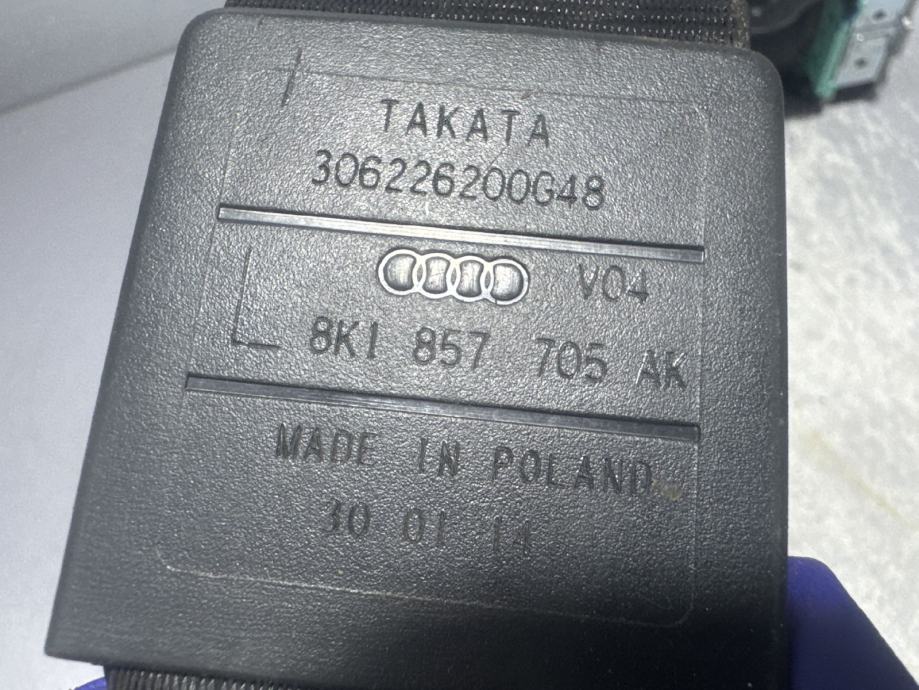 TAKATA
306226200G48
V04
8K1 857 705 AK
MADE IN POLAND
30 01 14